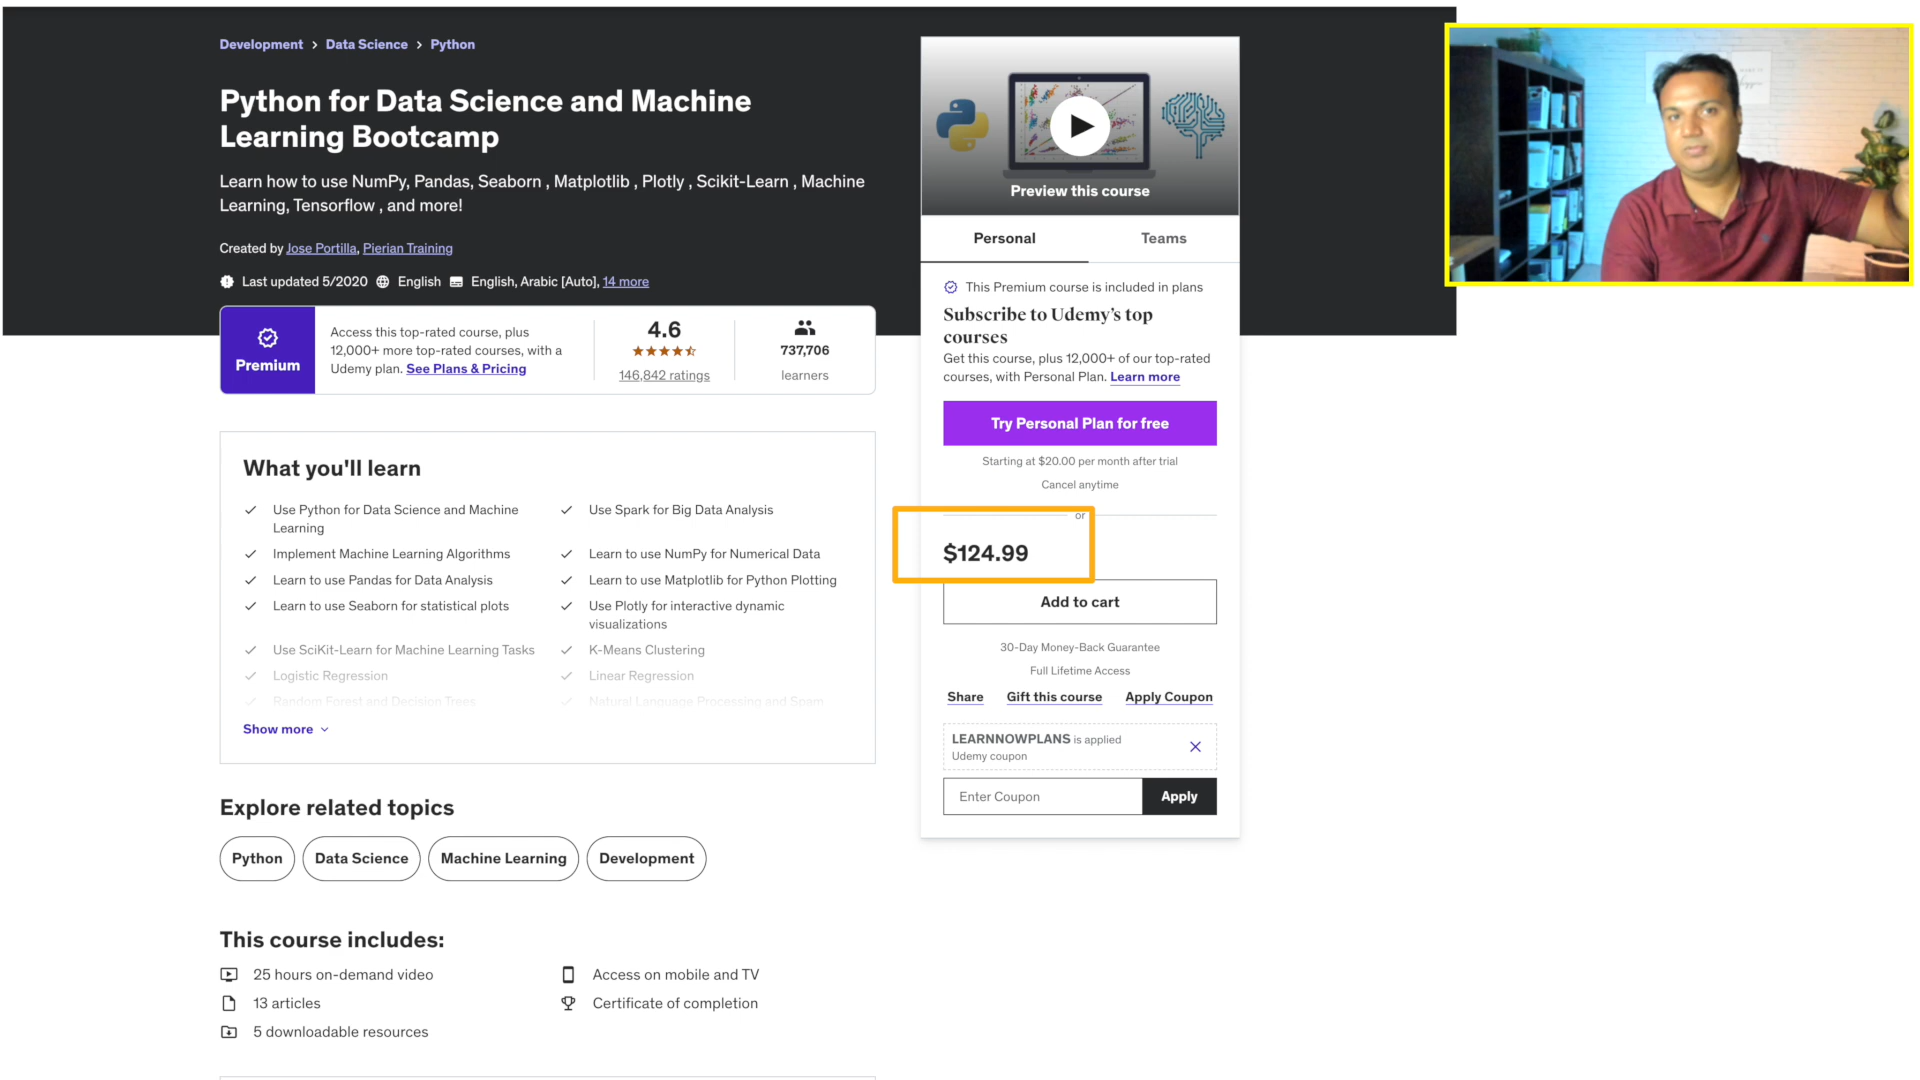 Development > Data Science > Python
Python for Data Science and Machine
Learning Bootcamp
Learn how to use NumPy, Pandas, Seaborn , Matplotlib , Plotly , Scikit-Learn , Machine
Learning, Tensorflow , and more!
Created by Jose Portilla, Pierian Training
Last updated 5/2020 English English, Arabic [Auto], 14 more
Premium
Access this top-rated course, plus
12,000+ more top-rated courses, with a
Udemy plan. See Plans & Pricing
4.6
146,842 ratings
737,706
learners
What you'll learn
Use Python for Data Science and Machine
Learning
Implement Machine Learning Algorithms
Learn to use Pandas for Data Analysis
Learn to use Seaborn for statistical plots
Use SciKit-Learn for Machine Learning Tasks
Logistic Regression
Random Forest and Decision Trees
Use Spark for Big Data Analysis
Learn to use NumPy for Numerical Data
Learn to use Matplotlib for Python Plotting
Use Plotly for interactive dynamic
visualizations
K-Means Clustering
Linear Regression
Natural Language Processing and Spam
Show more
Explore related topics
Python
Data Science
Machine Learning
Development
This course includes:
25 hours on-demand video
13 articles
5 downloadable resources
Access on mobile and TV
Certificate of completion
Preview this course
Personal
Teams
This Premium course is included in plans
Subscribe to Udemy's top
courses
Get this course, plus 12,000+ of our top-rated
courses, with Personal Plan. Learn more
Try Personal Plan for free
Starting at $20.00 per month after trial
Cancel anytime
or
$124.99
Add to cart
30-Day Money-Back Guarantee
Full Lifetime Access
Share
Gift this course
Apply Coupon
LEARNNOWPLANS is applied
Udemy coupon
Enter Coupon
Apply